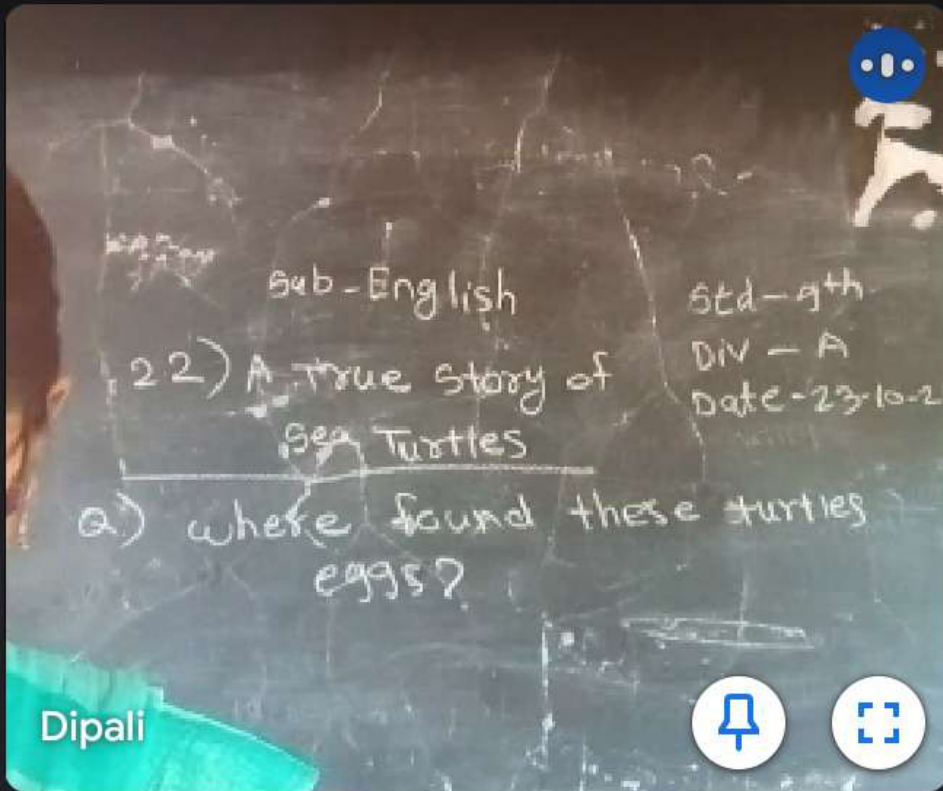 Sub-English
Std-9th
Div - A
22) A True Story of
Date-23-10-2
Sea Turtles
Q) where found these turtles
eggs?
Dipali